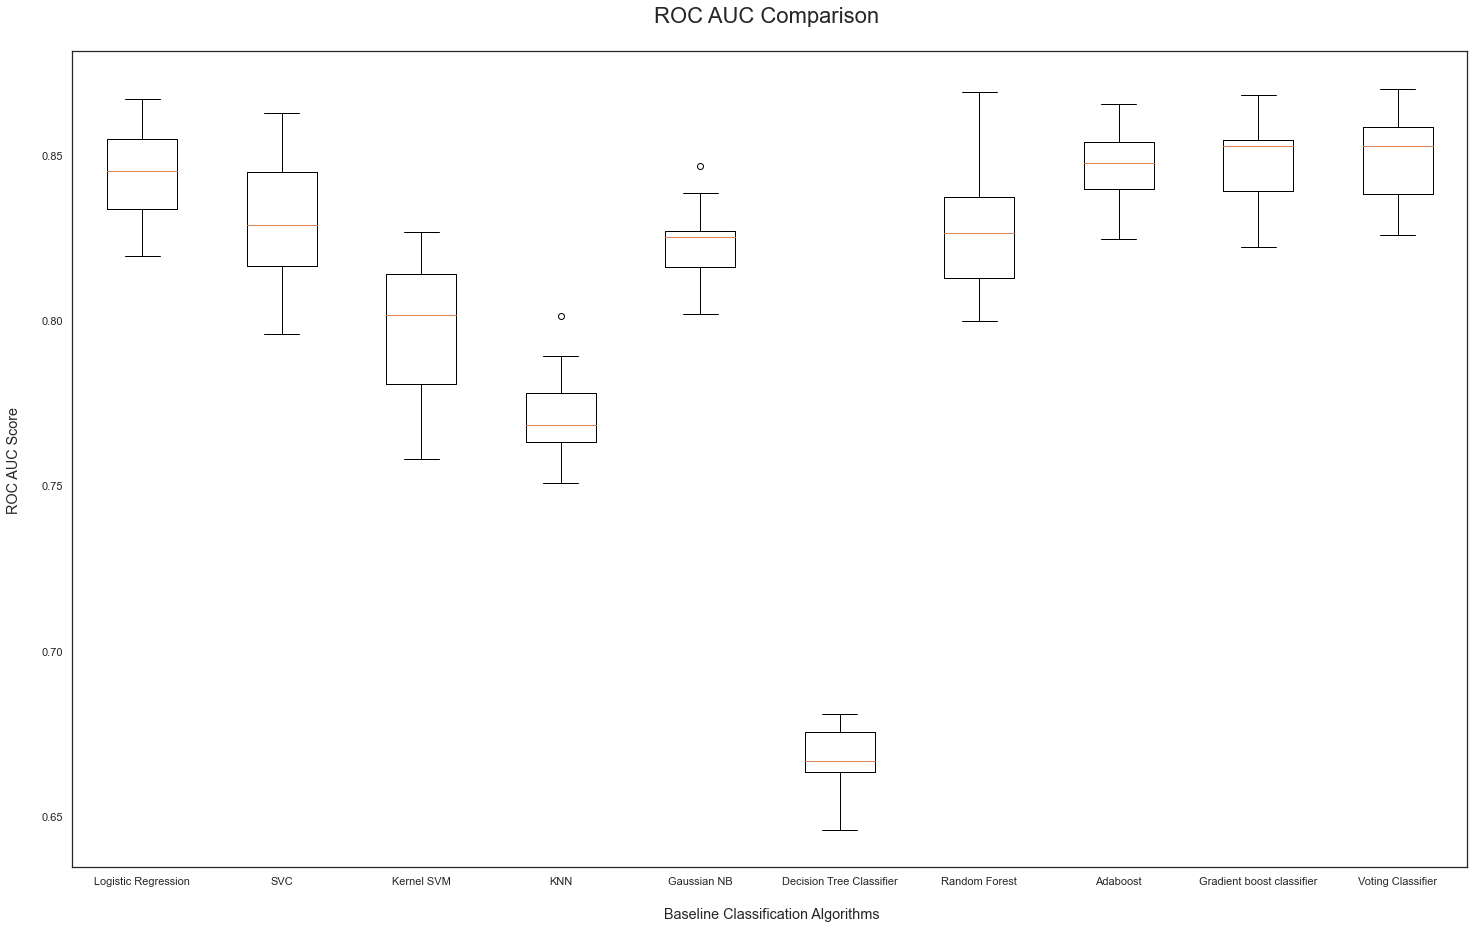 ROC AUC Comparison
ROC AUC Score
0.85
0.80
0.75
0.70
0.65
Logistic Regression SVC Kernel SVM KNN Gaussian NB Decision Tree Classifier Random Forest Adaboost Gradient boost classifier Voting Classifier
Baseline Classification Algorithms